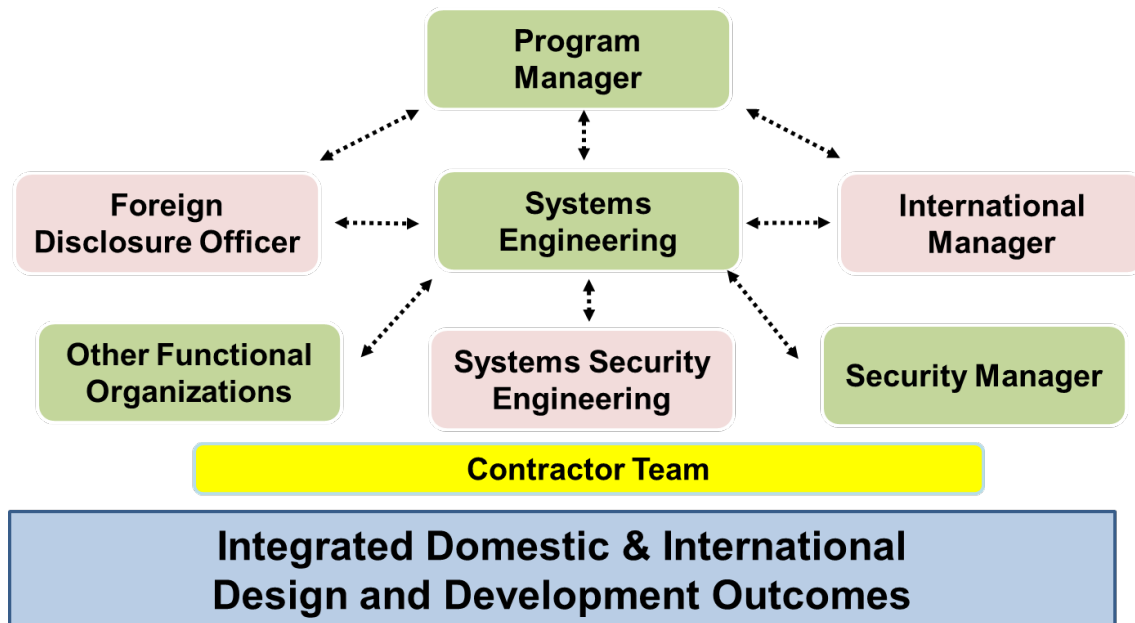 Program
Manager
Foreign
Disclosure Officer
Systems
Engineering
International
Manager
Other Functional
Organizations
Systems Security
Engineering
Security Manager
Contractor Team
Integrated Domestic & International
Design and Development Outcomes